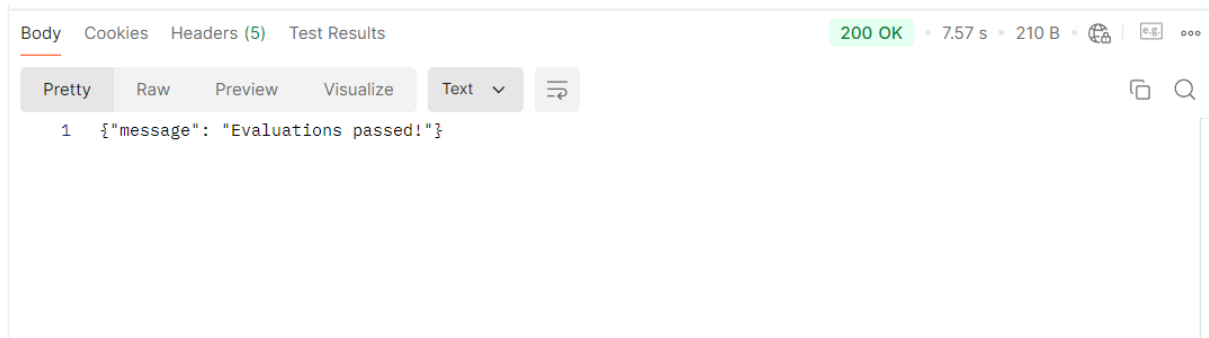 Body Cookies Headers (5) Test Results 200 OK • 7.57 s • 210 B • e.g. ooo
Pretty Raw Preview Visualize Text
1 {"message": "Evaluations passed!"}